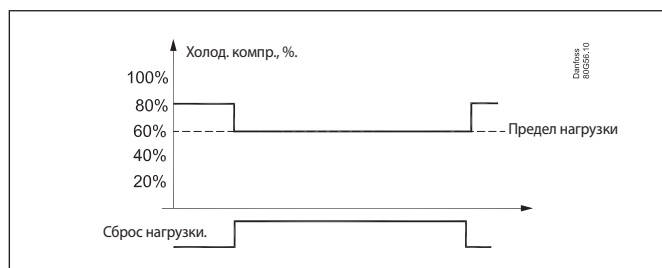 Холод. компр., %.
Danfoss
80G56.10
100%
80%
60%
Предел нагрузки
40%
20%
Сброс нагрузки.